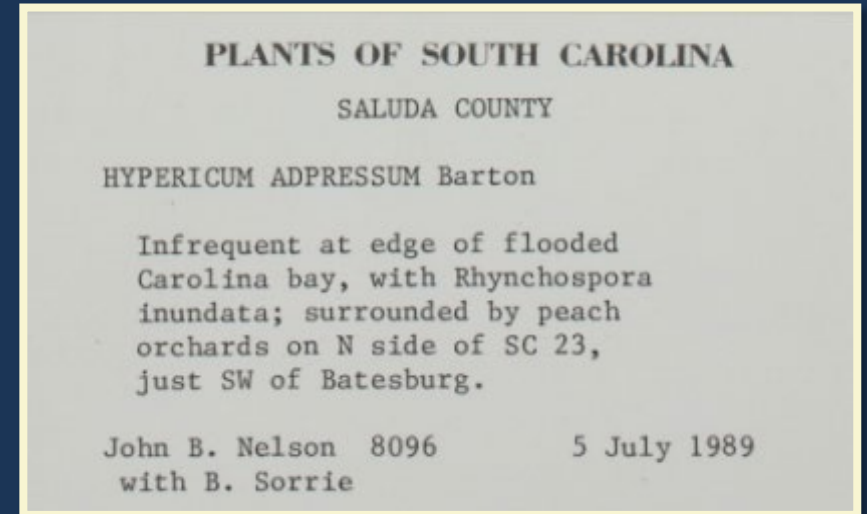 PLANTS OF SOUTH CAROLINA
SALUDA COUNTY
HYPERICUM ADPRESSUM Barton
Infrequent at edge of flooded
Carolina bay, with Rhynchospora
inundata; surrounded by peach
orchards on N side of SC 23,
just SW of Batesburg.
John B. Nelson 8096 5 July 1989
with B. Sorrie